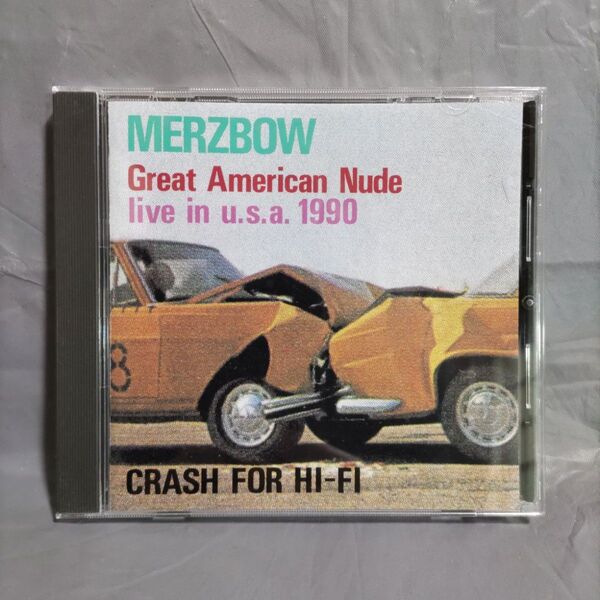 MERZBOW
Great American Nude
live in u.s.a. 1990
8
CRASH FOR HI-FI